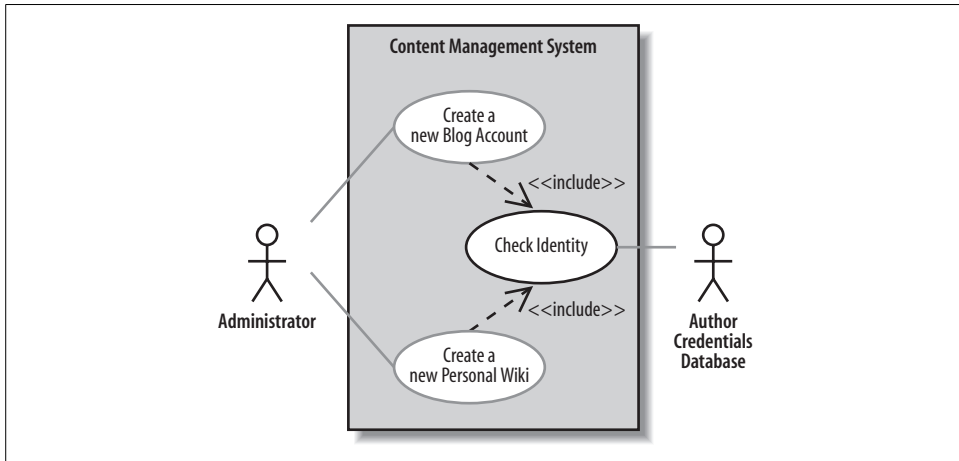 Content Management System
Create a
new Blog Account
<<include>>
Check Identity
<<include>>
Administrator
Author
Credentials
Database
Create a
new Personal Wiki